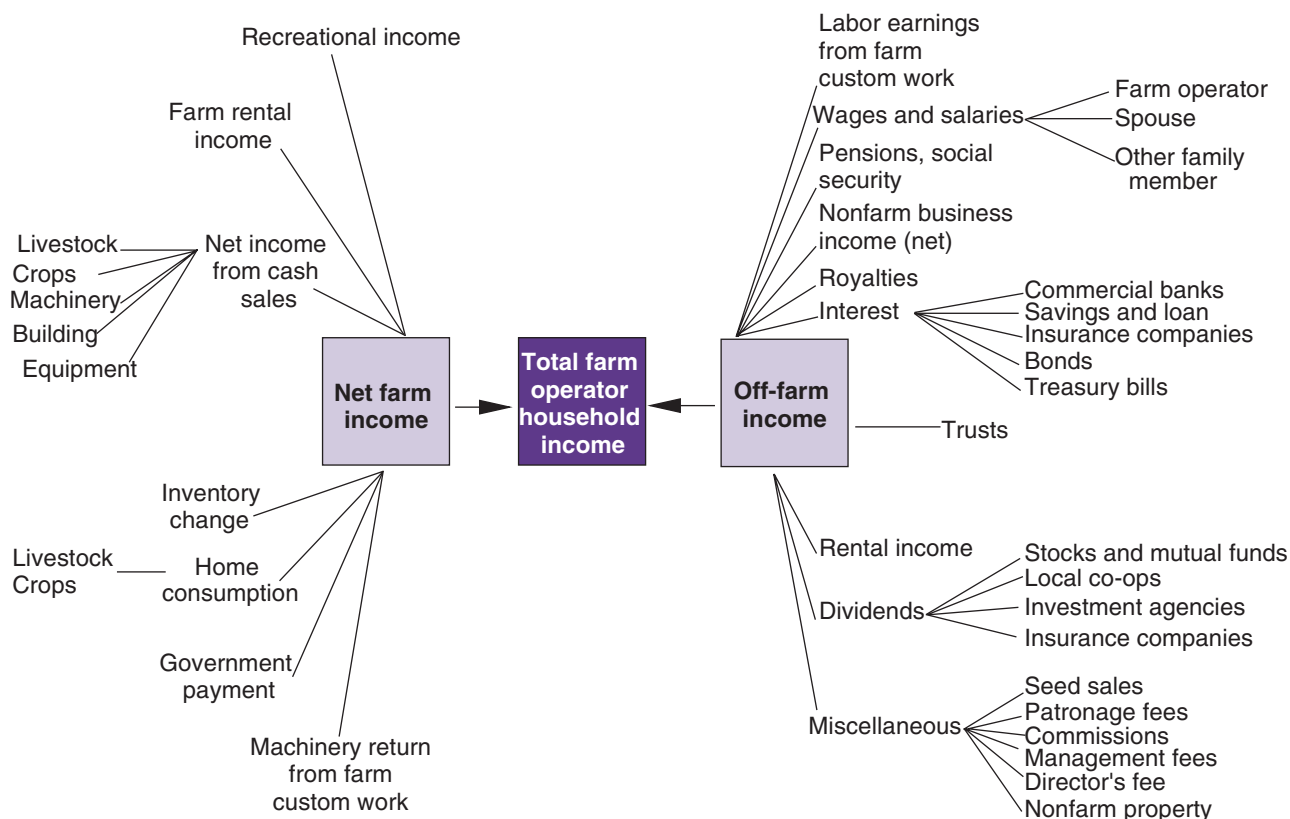 Recreational income
Farm rental
income
Livestock
Crops
Machinery
Building
Equipment
Net income
from cash
sales
Net farm
income
Total farm
operator
household
income
Off-farm
income
Inventory
change
Livestock
Crops
Home
consumption
Government
payment
Machinery return
from farm
custom work
Labor earnings
from farm
custom work
Wages and salaries
Farm operator
Spouse
Other family
member
Pensions, social
security
Nonfarm business
income (net)
Royalties
Interest
Commercial banks
Savings and loan
Insurance companies
Bonds
Treasury bills
Trusts
Rental income
Dividends
Stocks and mutual funds
Local co-ops
Investment agencies
Insurance companies
Miscellaneous
Seed sales
Patronage fees
Commissions
Management fees
Director's fee
Nonfarm property